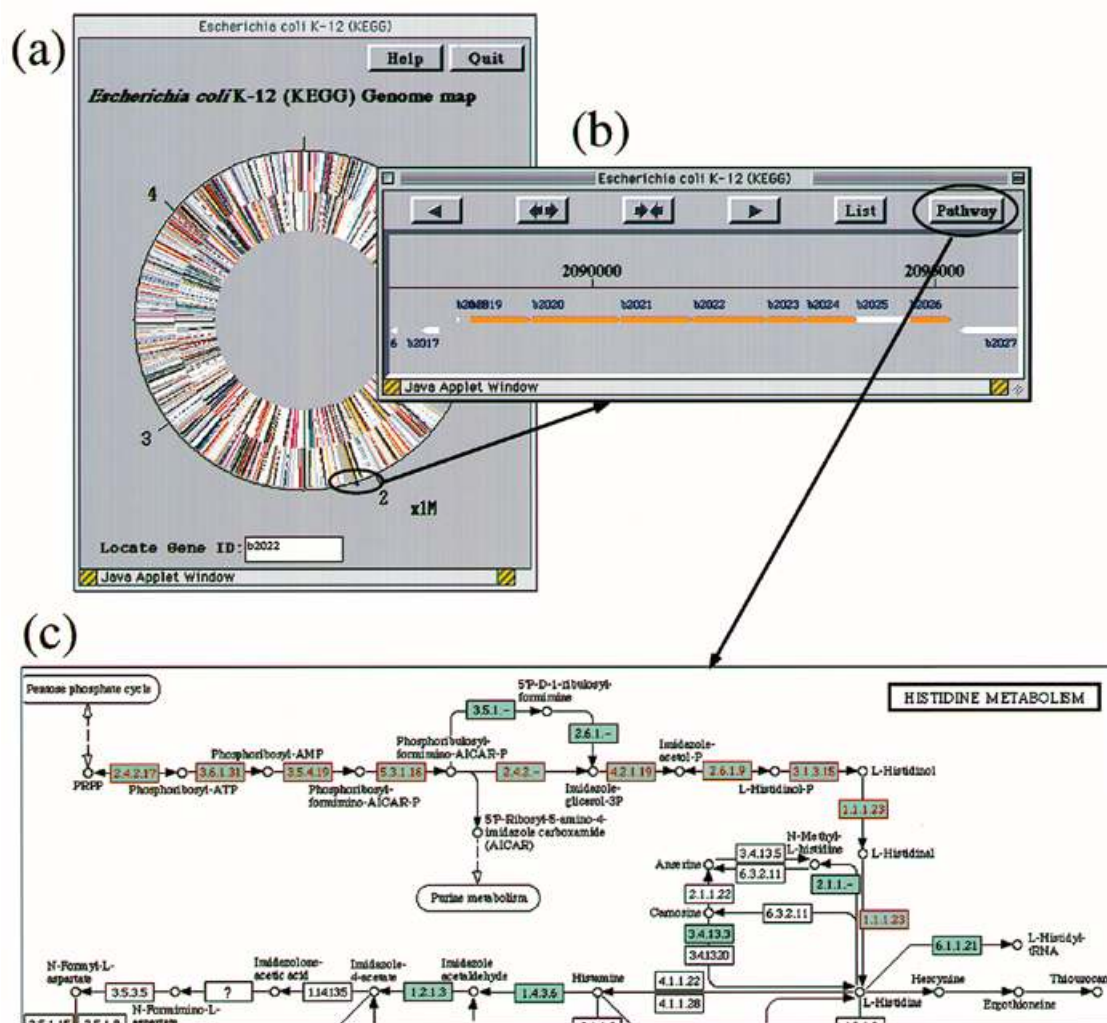 (a)
Escherichia coli K-12 (KEGG)
Help
Quit
Escherichia coli K-12 (KEGG) Genome map
4
3
2
x1M
Locate Gene ID:
b2022
Java Applet Window
(b)
Escherichia coli K-12 (KEGG)
List
Pathway
2090000
2095000
b2020
b2021
b2022
b2023
b2024
b2025
b2026
6
b2017
b2027
Java Applet Window
(c)
Pentose phosphate cycle
HISTIDINE METABOLISM
5'P-D-1-ribulosyl-
formimine
3.5.1.-
2.6.1.-
Phosphoribosyl-AMP
Phosphoribulosyl-
formimino-AICAR-P
Imidazole-
acetol-P
2.4.2.17
3.6.1.31
3.5.4.19
5.3.1.16
2.4.2.-
4.2.1.19
2.6.1.9
3.1.3.15
L-Histidinol
PRPP
Phosphoribosyl-ATP
Phosphoribosyl-
formimino-AICAR-P
Imidazole-
glicerol-3P
L-Histidinol-P
1.1.1.23
5'P-Ribosyl-5-amino-4-
imidazole carboxamide
(AICAR)
N-Methyl-
L-histidine
L-Histidinal
Anserine
3.4.13.5
6.3.2.11
2.1.1.-
2.1.1.22
Purine metabolism
Carnosine
6.3.2.11
1.1.1.23
3.4.13.3
3.4.13.20
6.1.1.21
L-Histidyl-
tRNA
N-Formyl-L-
aspartate
Imidazolone-
acetic acid
Imidazole-
4-acetate
Imidazole
acetaldehyde
Histamine
4.1.1.22
Hercynine
3.5.3.5
?
1.14.13.5
1.2.1.3
1.4.3.6
4.1.1.28
L-Histidine
Ergothioneine
N-Formimino-L-